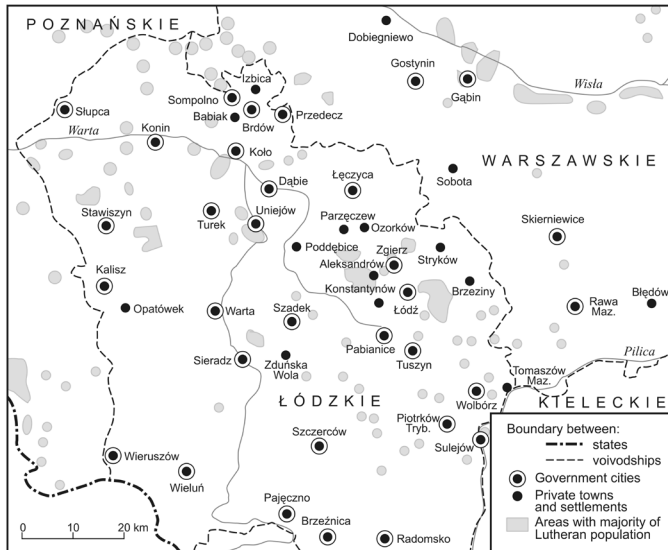 POZNAŃSKIE
Dobiegniewo
Gostynin
Gąbin
Wisła
Izbica
Sompolno
Babiak
Brdów
Przedecz
Słupca
Konin
Warta
Koło
WARSZAWSKIE
Dąbie
Łęczyca
Sobota
Stawiszyn
Turek
Uniejów
Parzęczew
Ozorków
Skierniewice
Poddębice
Zgierz
Stryków
Aleksandrów
Kalisz
Konstantynów
Łódź
Brzeziny
Opatówek
Warta
Szadek
Rawa
Maz.
Błędów
Pabianice
Sieradz
Zduńska
Wola
Tuszyn
Pilica
Tomaszów
Maz.
Wolbórz
ŁÓDZKIE
KIELECKIE
Piotrków
Tryb.
Szczerców
Sulejów
Wieruszów
Wieluń
Pajęczno
Brzeźnica
Radomsko
0 10 20 km
Boundary between:
states
voivodships
Government cities
Private towns
and settlements
Areas with majority of
Lutheran population